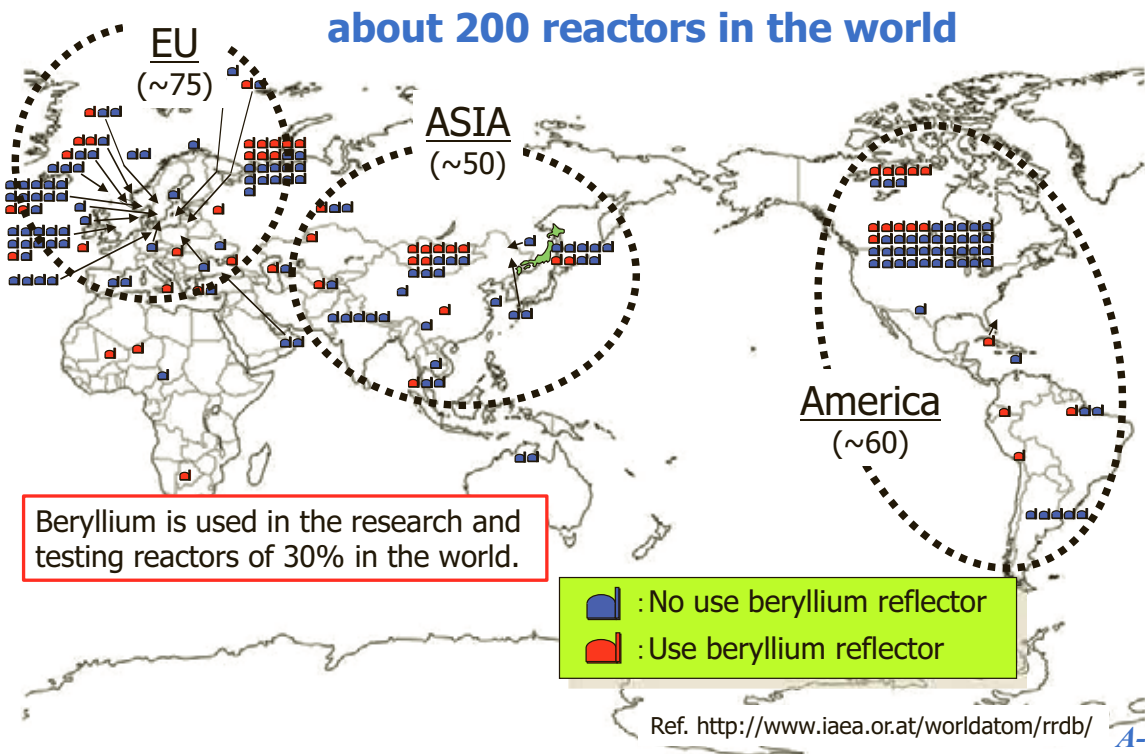 about 200 reactors in the world
EU
(~75)
ASIA
(~50)
America
(~60)
Beryllium is used in the research and
testing reactors of 30% in the world.
: No use beryllium reflector
: Use beryllium reflector
Ref. http://www.iaea.or.at/worldatom/rrdb/
A-